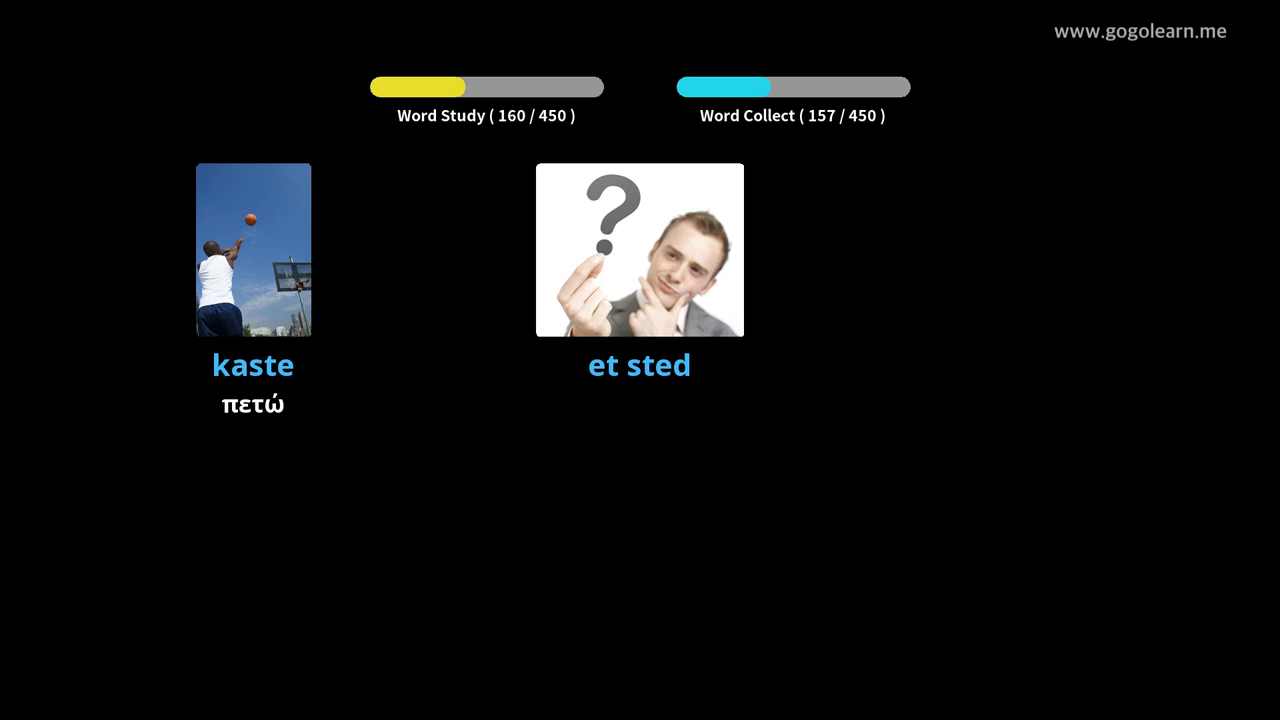 www.gogolearn.me
Word Study ( 160 / 450 )
Word Collect ( 157 / 450 )
kaste
πετώ
et sted